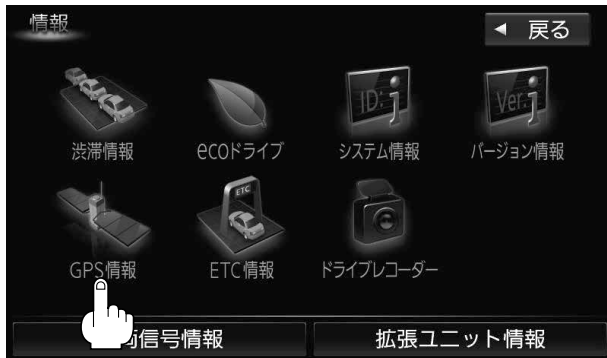 情報
◀ 戻る
渋滞情報 ecoドライブ システム情報 バージョン情報
GPS情報 ETC情報 ドライブレコーダー
信号情報 拡張ユニット情報
ID:i
Ver.i
ETC